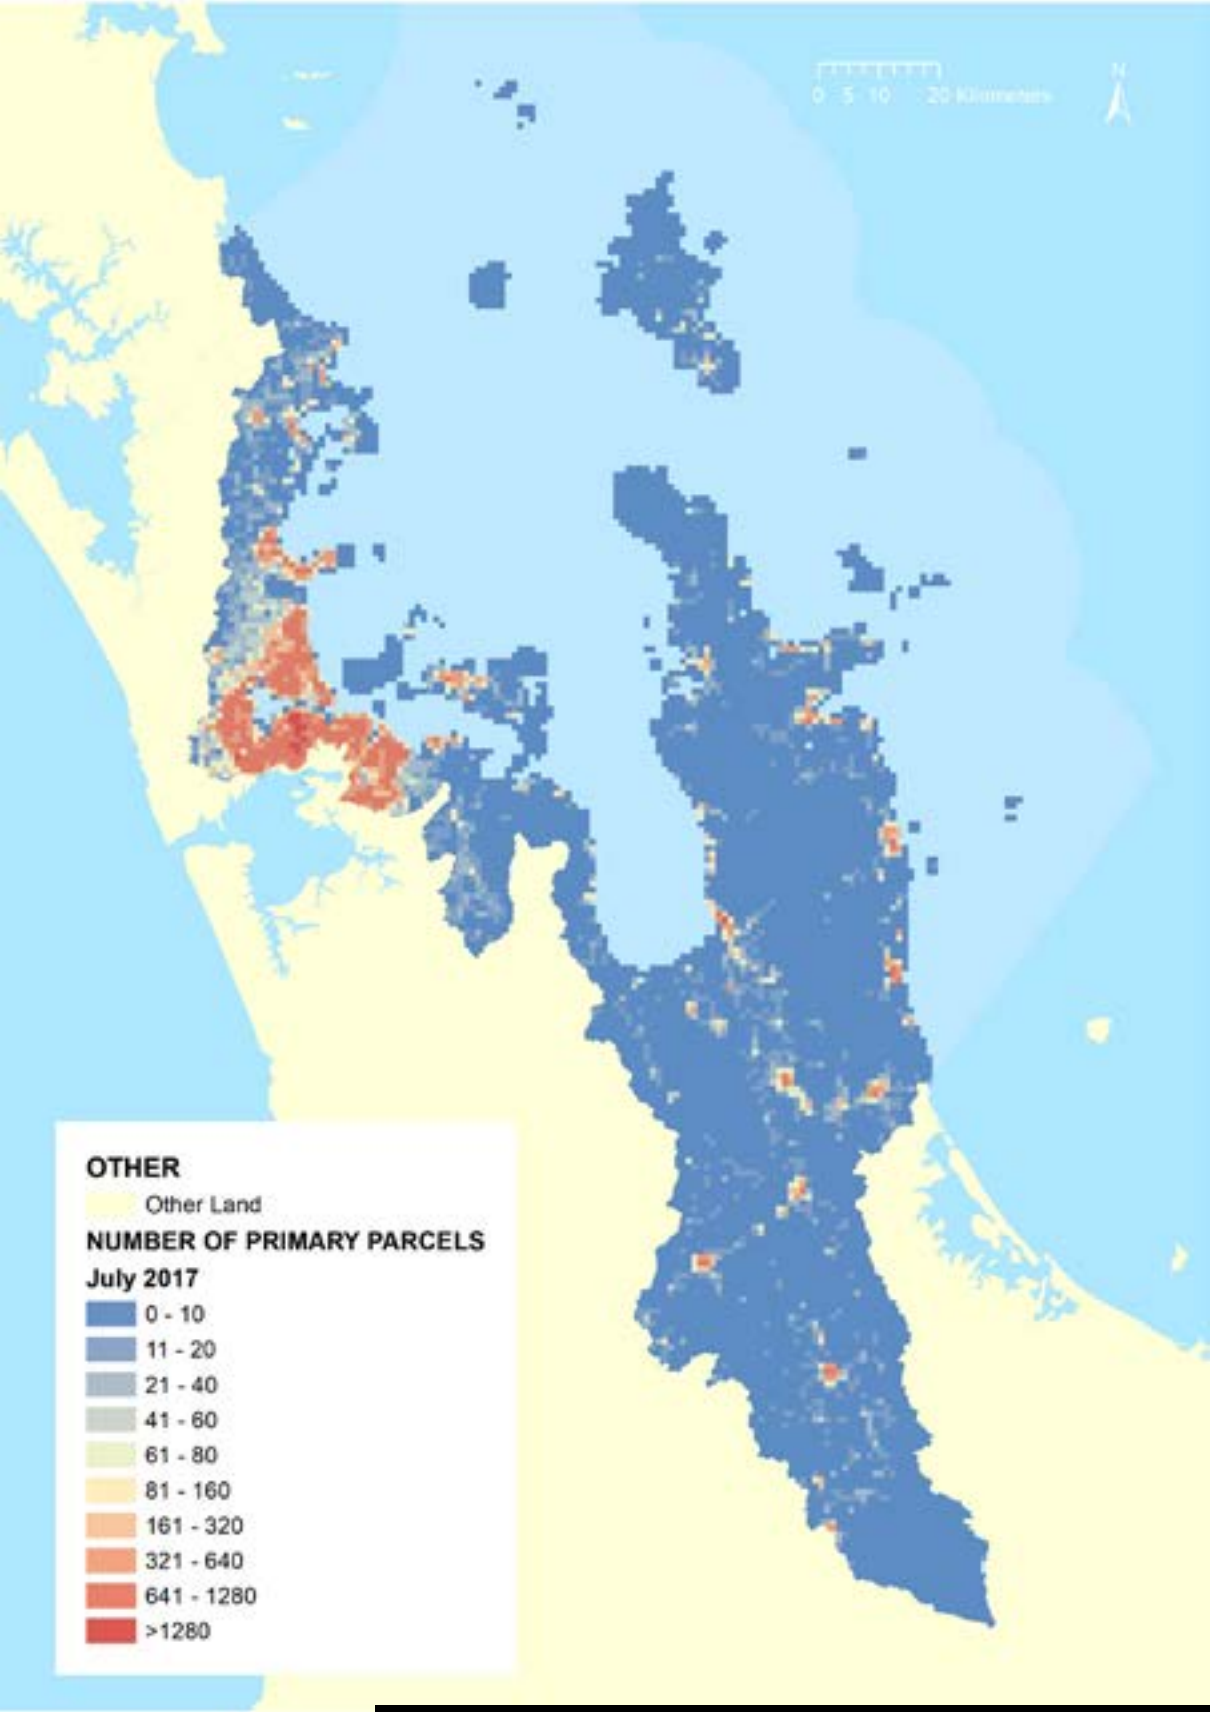 N
0 5 10 20 Kilometers
OTHER
Other Land
NUMBER OF PRIMARY PARCELS
July 2017
0 - 10
11 - 20
21 - 40
41 - 60
61 - 80
81 - 160
161 - 320
321 - 640
641 - 1280
>1280